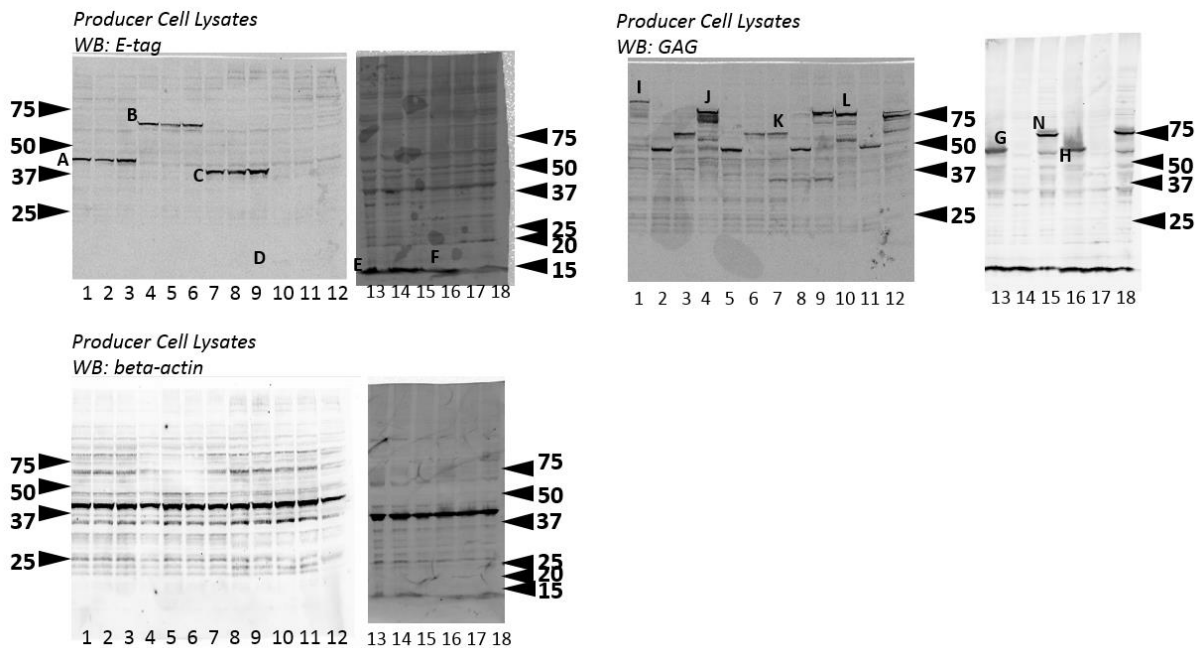 Producer Cell Lysates
WB: E-tag
75
50
37
25
A
B
C
D
1 2 3 4 5 6 7 8 9 10 11 12
E
F
75
50
37
25
20
15
13 14 15 16 17 18
Producer Cell Lysates
WB: GAG
I
J
K
L
75
50
37
25
1 2 3 4 5 6 7 8 9 10 11 12
G
N
H
75
50
37
25
13 14 15 16 17 18
Producer Cell Lysates
WB: beta-actin
75
50
37
25
1 2 3 4 5 6 7 8 9 10 11 12
75
50
37
25
20
15
13 14 15 16 17 18